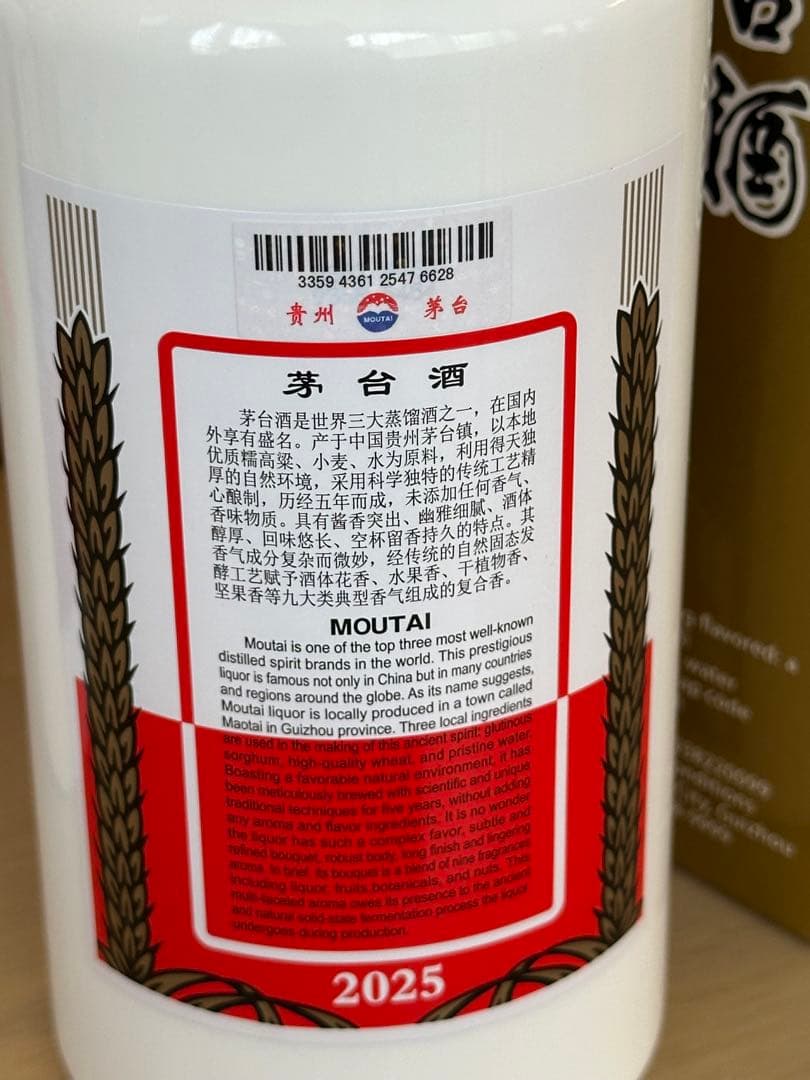 3359 4361 2547 6628
贵州 MOUTAI 茅台
茅台酒
茅台酒是世界三大蒸馏酒之一，在国内
外享有盛名。产于中国贵州茅台镇，以本地
优质糯高粱、小麦、水为原料，利用得天独
厚的自然环境，采用科学独特的传统工艺精
心酿制，历经五年而成，未添加任何香气、
香味物质。具有酱香突出、幽雅细腻、酒体
醇厚、回味悠长、空杯留香持久的特点。其
香气成分复杂而微妙，经传统的自然固态发
酵工艺赋予酒体花香、水果香、干植物香、
坚果香等九大类典型香气组成的复合香。
MOUTAI
Moutai is one of the top three most well-known
distilled spirit brands in the world. This prestigious
liquor is famous not only in China but in many countries
and regions around the globe. As its name suggests,
Moutai liquor is locally produced in a town called
Maotai in Guizhou province. Three local ingredients
are used in the making of this ancient spirit: glutinous
sorghum, high-quality wheat, and pristine water.
Boasting a favorable natural environment, it has
been meticulously brewed with scientific and unique
traditional techniques for five years, without adding
any aroma and flavor ingredients. It is no wonder
the liquor has such a complex favor, subtle and
refined bouquet, robust body, long finish and lingering
aroma. In brief, its bouquet is a blend of nine fragrances
including liquor, fruits, botanicals, and nuts. This
multi-faceted aroma owes its presence to the ancient
and natural solid-state fermentation process the liquor
undergoes during production.
2025
酒
flavored: a
water
code